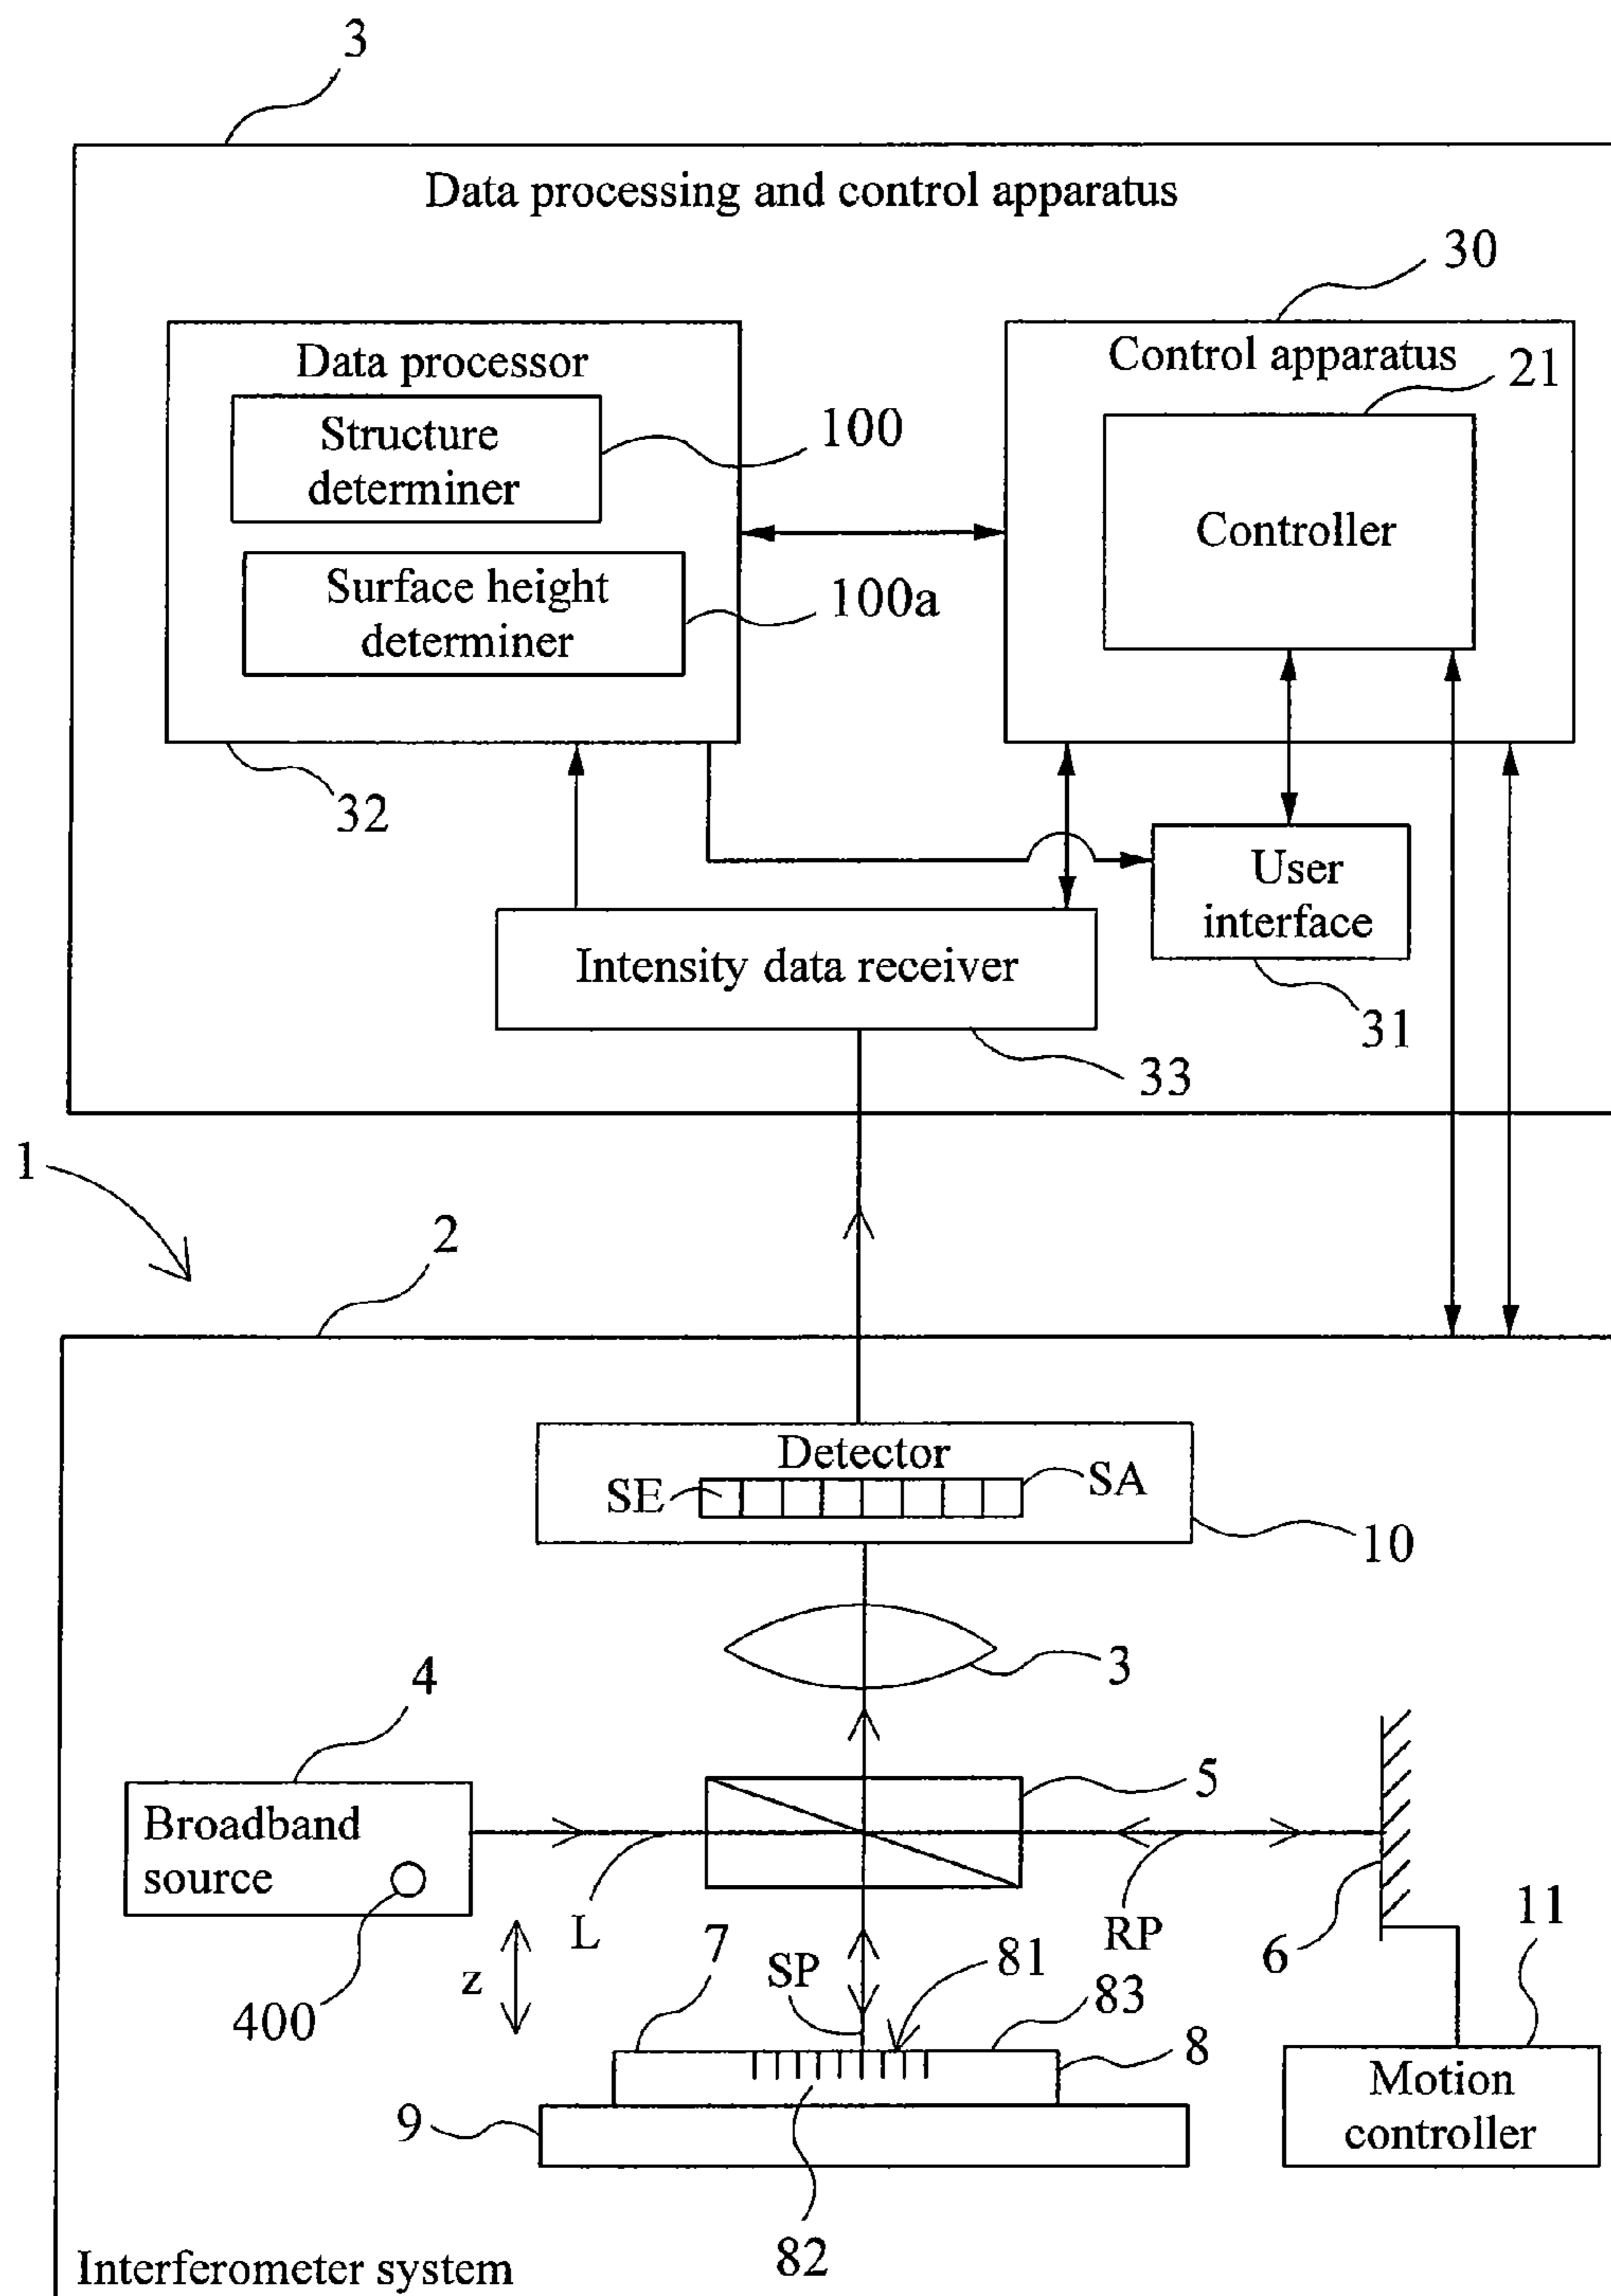 3
Data processing and control apparatus
30
Data processor
Control apparatus
21
Structure
determiner
100
Controller
Surface height
determiner
100a
32
User
interface
Intensity data receiver
31
33
1
2
Detector
SE
SA
10
3
4
5
Broadband
source
L
RP
6
11
7
SP
81
z
83
400
8
Motion
controller
9
82
Interferometer system